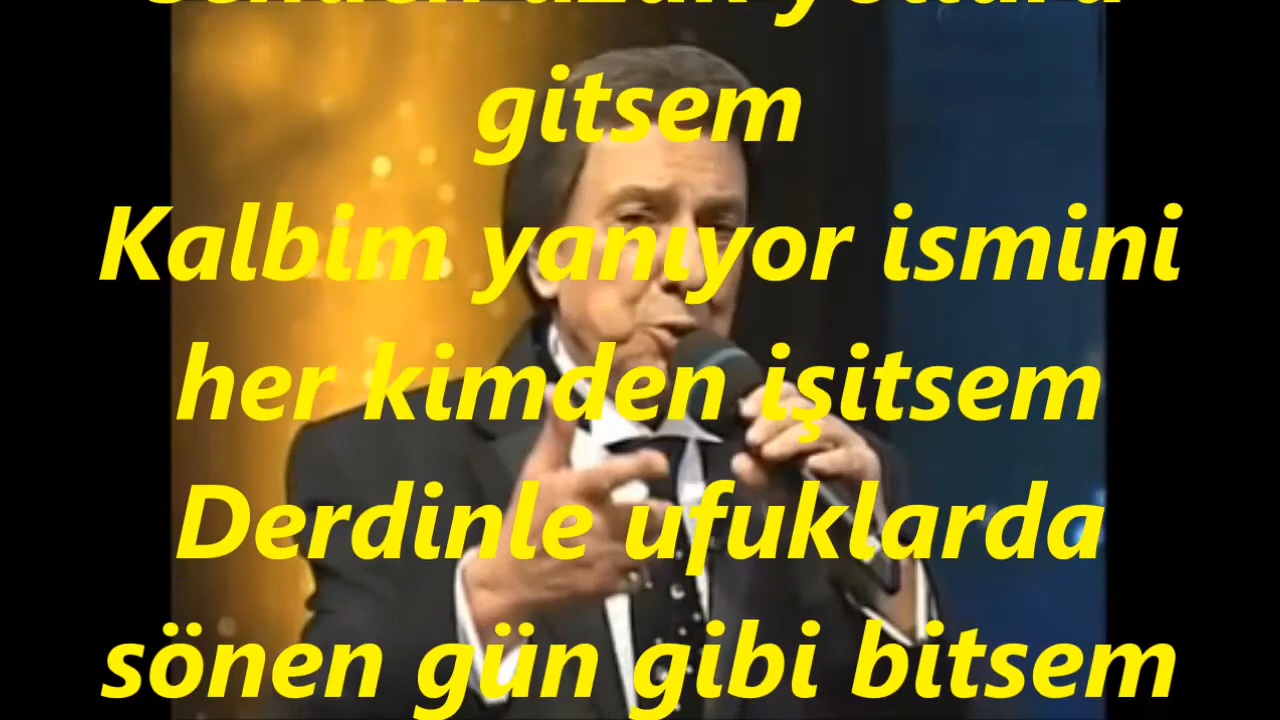 gitsem
Kalbim yanıyor ismini
her kimden işitsem
Derdinle ufuklarda
sönen gün gibi bitsem